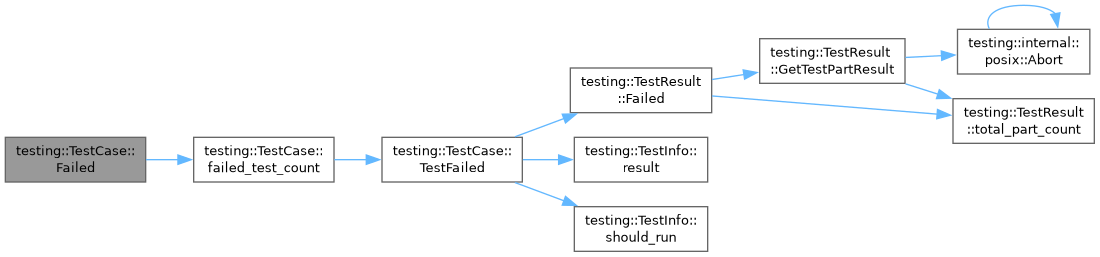 testing::TestCase::
Failed
testing::TestCase::
failed_test_count
testing::TestCase::
TestFailed
testing::TestResult
::Failed
testing::TestResult
::GetTestPartResult
testing::internal::
posix::Abort
testing::TestResult
::total_part_count
testing::TestInfo::
result
testing::TestInfo::
should_run